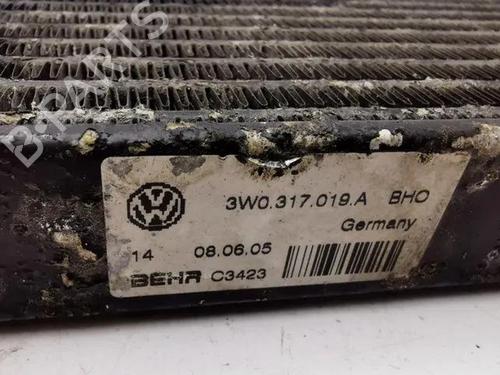 B-PARTS
3W0.317.019.A BHO
Germany
14 08.06.05
BEHR C3423